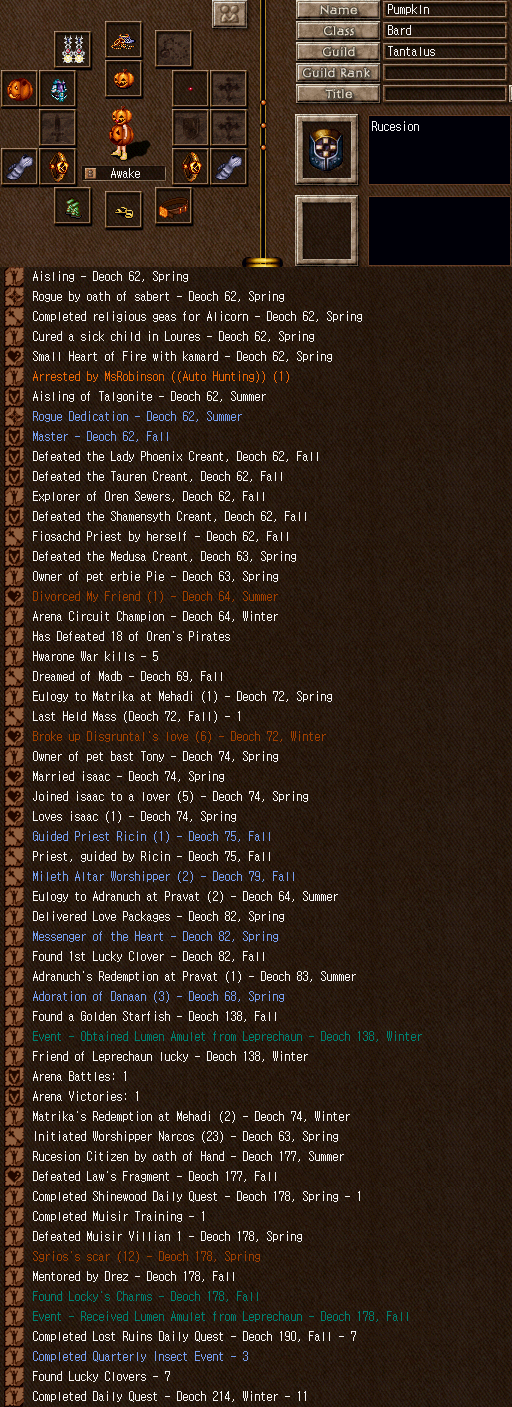 Name Pumpkin
Class Bard
Guild Tantalus
Guild Rank
Title
Rucesion
Awake
Aisling - Deoch 62, Spring
Rogue by oath of sabert - Deoch 62, Spring
Completed religious geas for Alicorn - Deoch 62, Spring
Cured a sick child in Loures - Deoch 62, Spring
Small Heart of Fire with kamard - Deoch 62, Spring
Arrested by MsRobinson ((Auto Hunting)) (1)
Aisling of Talgonite - Deoch 62, Summer
Rogue Dedication - Deoch 62, Summer
Master - Deoch 62, Fall
Defeated the Lady Phoenix Creant, Deoch 62, Fall
Defeated the Tauren Creant, Deoch 62, Fall
Explorer of Oren Sewers, Deoch 62, Fall
Defeated the Shamensyth Creant, Deoch 62, Fall
Fiosachd Priest by herself - Deoch 62, Fall
Defeated the Medusa Creant, Deoch 63, Spring
Owner of pet erbie Pie - Deoch 63, Spring
Divorced My Friend (1) - Deoch 64, Summer
Arena Circuit Champion - Deoch 64, Winter
Has Defeated 18 of Oren's Pirates
Hwarone War kills - 5
Dreamed of Madb - Deoch 69, Fall
Eulogy to Matrika at Mehadi (1) - Deoch 72, Spring
Last Held Mass (Deoch 72, Fall) - 1
Broke up Disgruntal's love (6) - Deoch 72, Winter
Owner of pet bast Tony - Deoch 74, Spring
Married isaac - Deoch 74, Spring
Joined isaac to a lover (5) - Deoch 74, Spring
Loves isaac (1) - Deoch 74, Spring
Guided Priest Ricin (1) - Deoch 75, Fall
Priest, guided by Ricin - Deoch 75, Fall
Mileth Altar Worshipper (2) - Deoch 79, Fall
Eulogy to Adranuch at Pravat (2) - Deoch 64, Summer
Delivered Love Packages - Deoch 82, Spring
Messenger of the Heart - Deoch 82, Spring
Found 1st Lucky Clover - Deoch 82, Fall
Adranuch's Redemption at Pravat (1) - Deoch 83, Summer
Adoration of Danaan (3) - Deoch 68, Spring
Found a Golden Starfish - Deoch 138, Fall
Event - Obtained Lumen Amulet from Leprechaun - Deoch 138, Winter
Friend of Leprechaun lucky - Deoch 138, Winter
Arena Battles: 1
Arena Victories: 1
Matrika's Redemption at Mehadi (2) - Deoch 74, Winter
Initiated Worshipper Narcos (23) - Deoch 63, Spring
Rucesion Citizen by oath of Hand - Deoch 177, Summer
Defeated Law's Fragment - Deoch 177, Fall
Completed Shinewood Daily Quest - Deoch 178, Spring - 1
Completed Muisir Training - 1
Defeated Muisir Villian 1 - Deoch 178, Spring
Sgrios's scar (12) - Deoch 178, Spring
Mentored by Drez - Deoch 178, Fall
Found Locky's Charms - Deoch 178, Fall
Event - Received Lumen Amulet from Leprechaun - Deoch 178, Fall
Completed Lost Ruins Daily Quest - Deoch 190, Fall - 7
Completed Quarterly Insect Event - 3
Found Lucky Clovers - 7
Completed Daily Quest - Deoch 214, Winter - 11